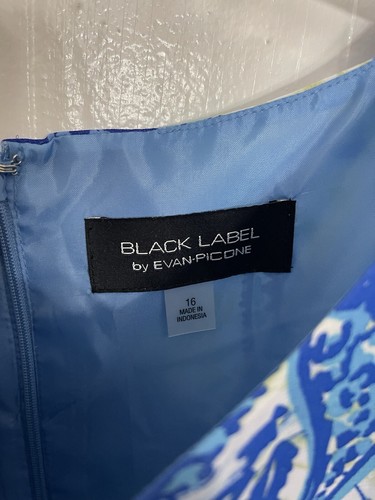 BLACK LABEL
by EVAN-PICONE
16
MADE IN
INDONESIA